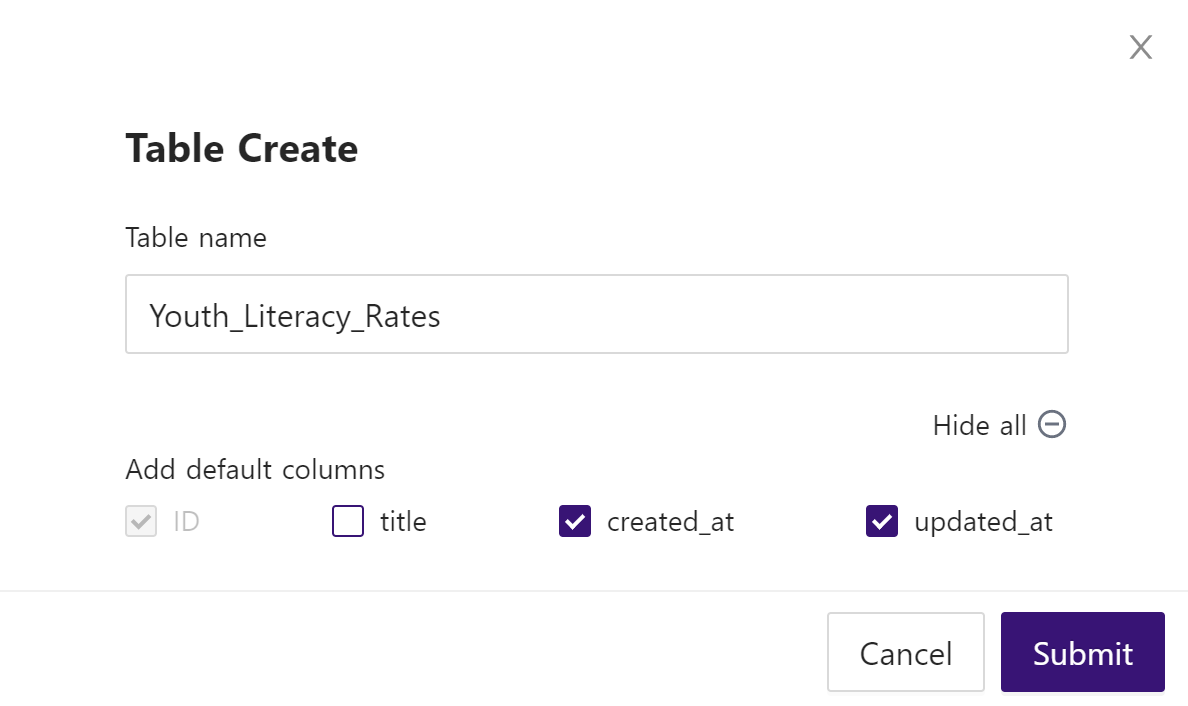 X
Table Create
Table name
Youth_Literacy_Rates
Hide all
Add default columns
ID title created_at updated_at
Cancel Submit